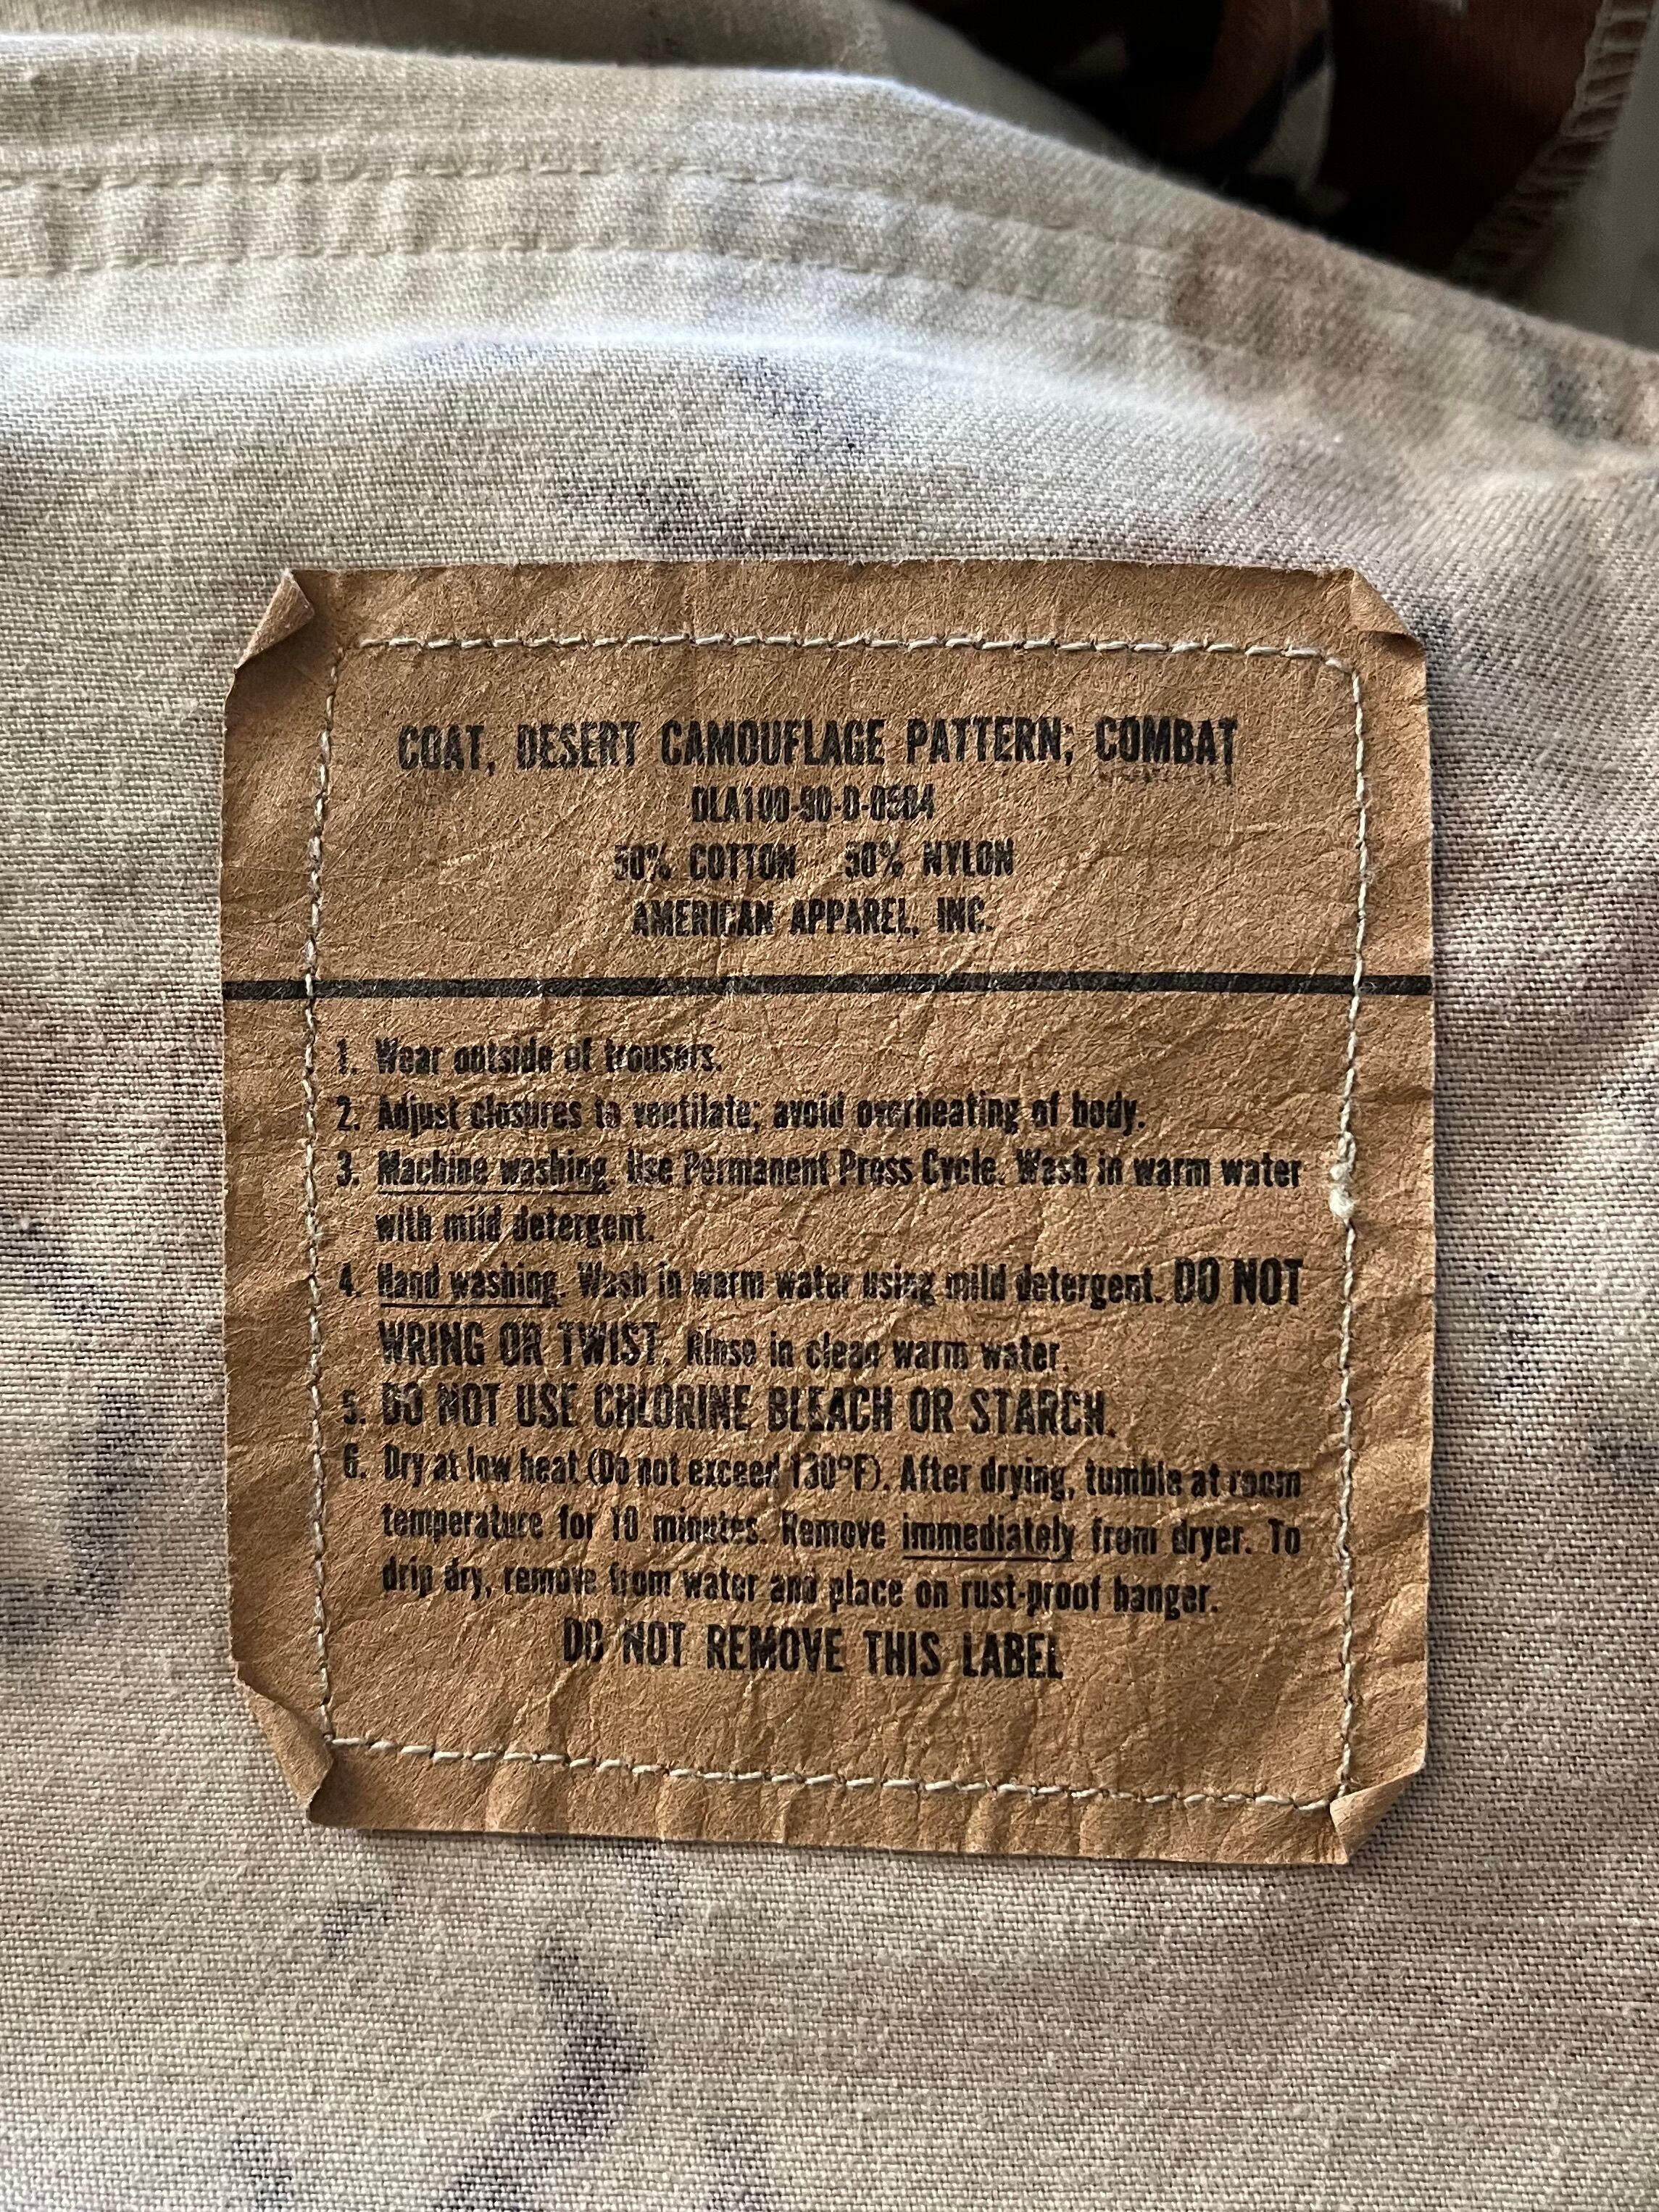 COAT, DESERT CAMOUFLAGE PATTERN; COMBAT
DLA100-90-D-0504
50% COTTON 50% NYLON
AMERICAN APPAREL, INC.
1. Wear outside of trousers.
2. Adjust closures to ventilate; avoid overheating of body.
3. Machine washing. Use Permanent Press Cycle. Wash in warm water
with mild detergent.
4. Hand washing. Wash in warm water using mild detergent. DO NOT
WRING OR TWIST. Rinse in clean warm water.
5. DO NOT USE CHLORINE BLEACH OR STARCH.
6. Dry at low heat (Do not exceed 130°F). After drying, tumble at room
temperature for 10 minutes. Remove immediately from dryer. To
drip dry, remove from water and place on rust-proof hanger.
DO NOT REMOVE THIS LABEL